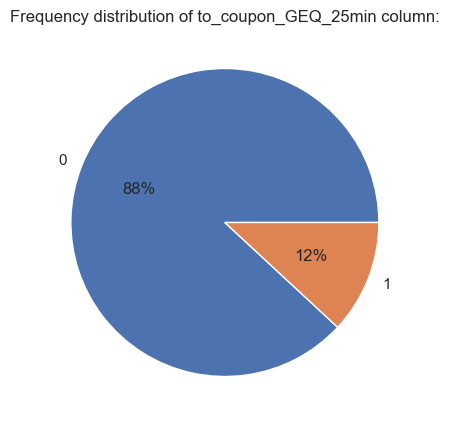 Frequency distribution of to_coupon_GEQ_25min column:
0
88%
12%
1